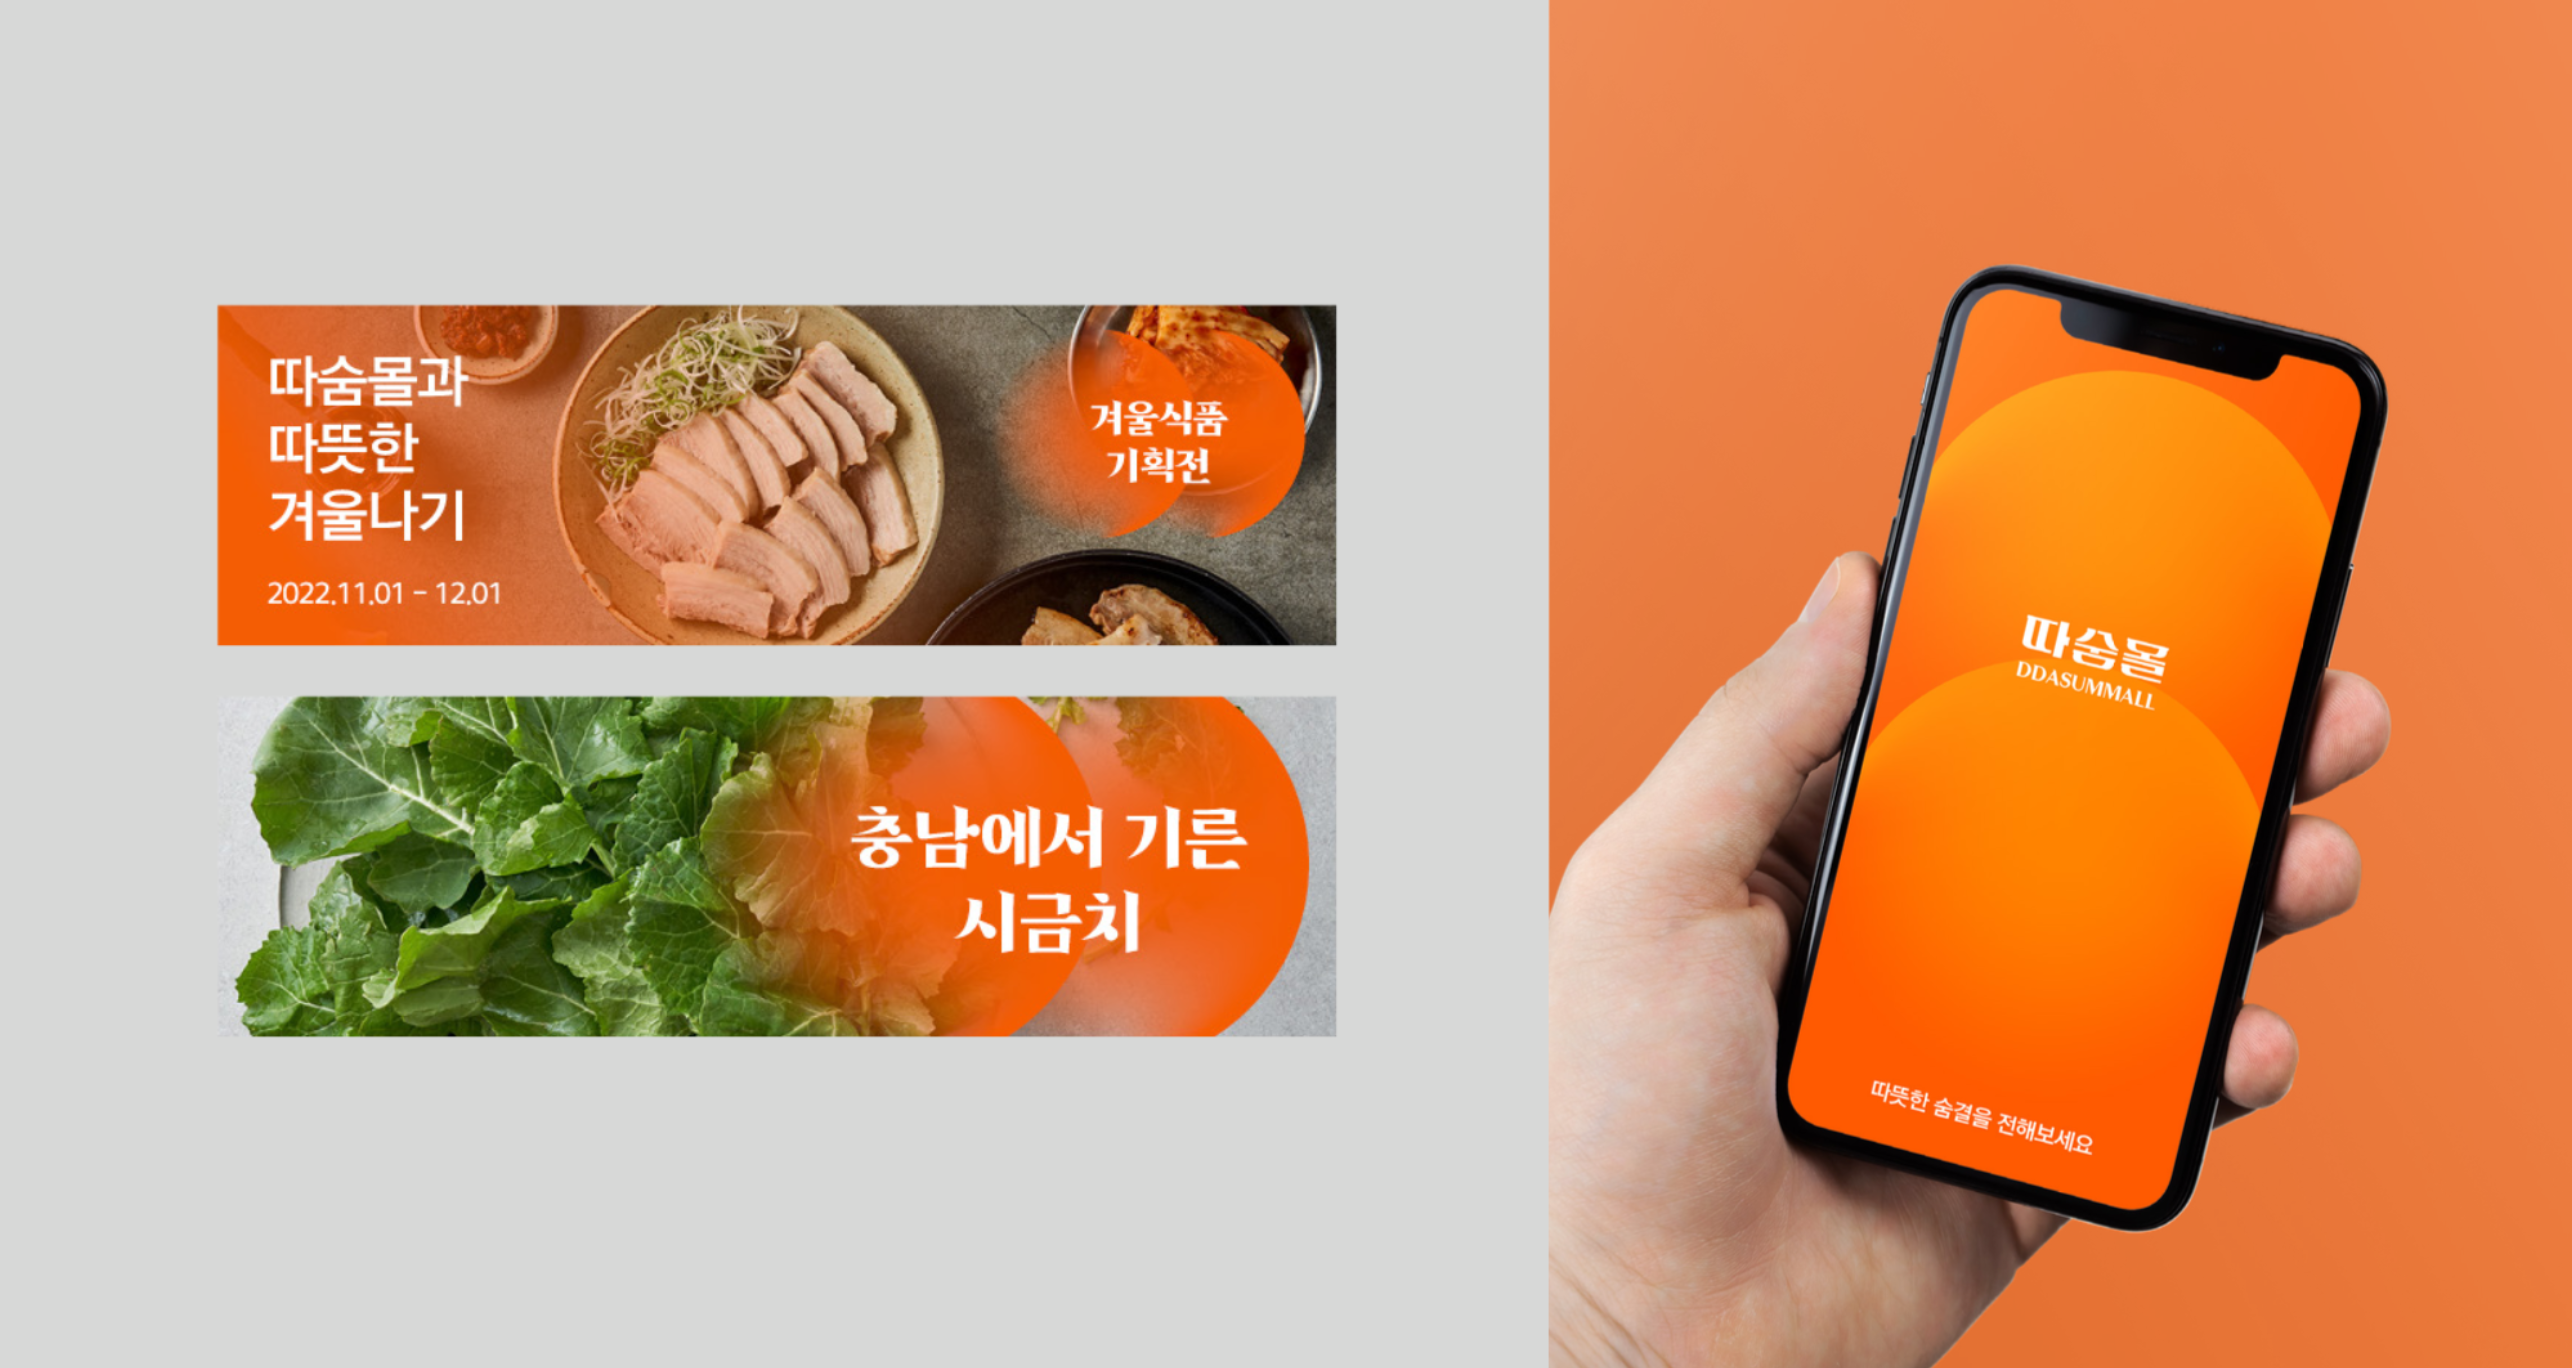 따숨몰과
따뜻한
겨울나기
2022.11.01 - 12.01
겨울식품
기획전
충남에서 기른
시금치
따숨몰
DDASUMMALL
따뜻한 숨결을 전해보세요